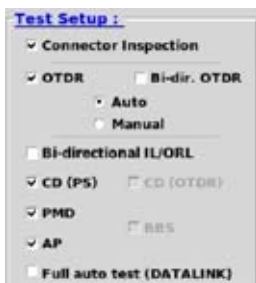 Test Setup :
Connector Inspection
OTDR Bi-dir. OTDR
Auto
Manual
Bi-directional IL/ORL
CD (PS) CD (OTDR)
PMD
BBS
AP
Full auto test (DATALINK)